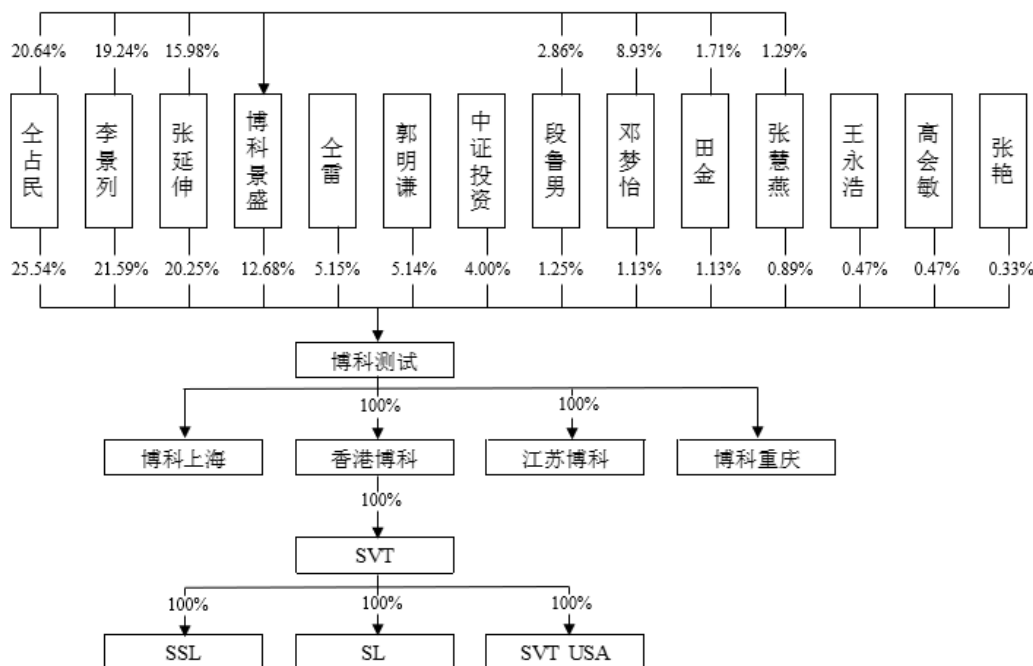 20.64% 19.24% 15.98% 2.86% 8.93% 1.71% 1.29%
仝占民 李景列 张延伸 博科景盛 仝雷 郭明谦 中证投资 段鲁男 邓梦怡 田金 张慧燕 王永浩 高会敏 张艳
25.54% 21.59% 20.25% 12.68% 5.15% 5.14% 4.00% 1.25% 1.13% 1.13% 0.89% 0.47% 0.47% 0.33%
博科测试
100% 100%
博科上海 香港博科 江苏博科 博科重庆
100%
SVT
100% 100% 100%
SSL SL SVT USA